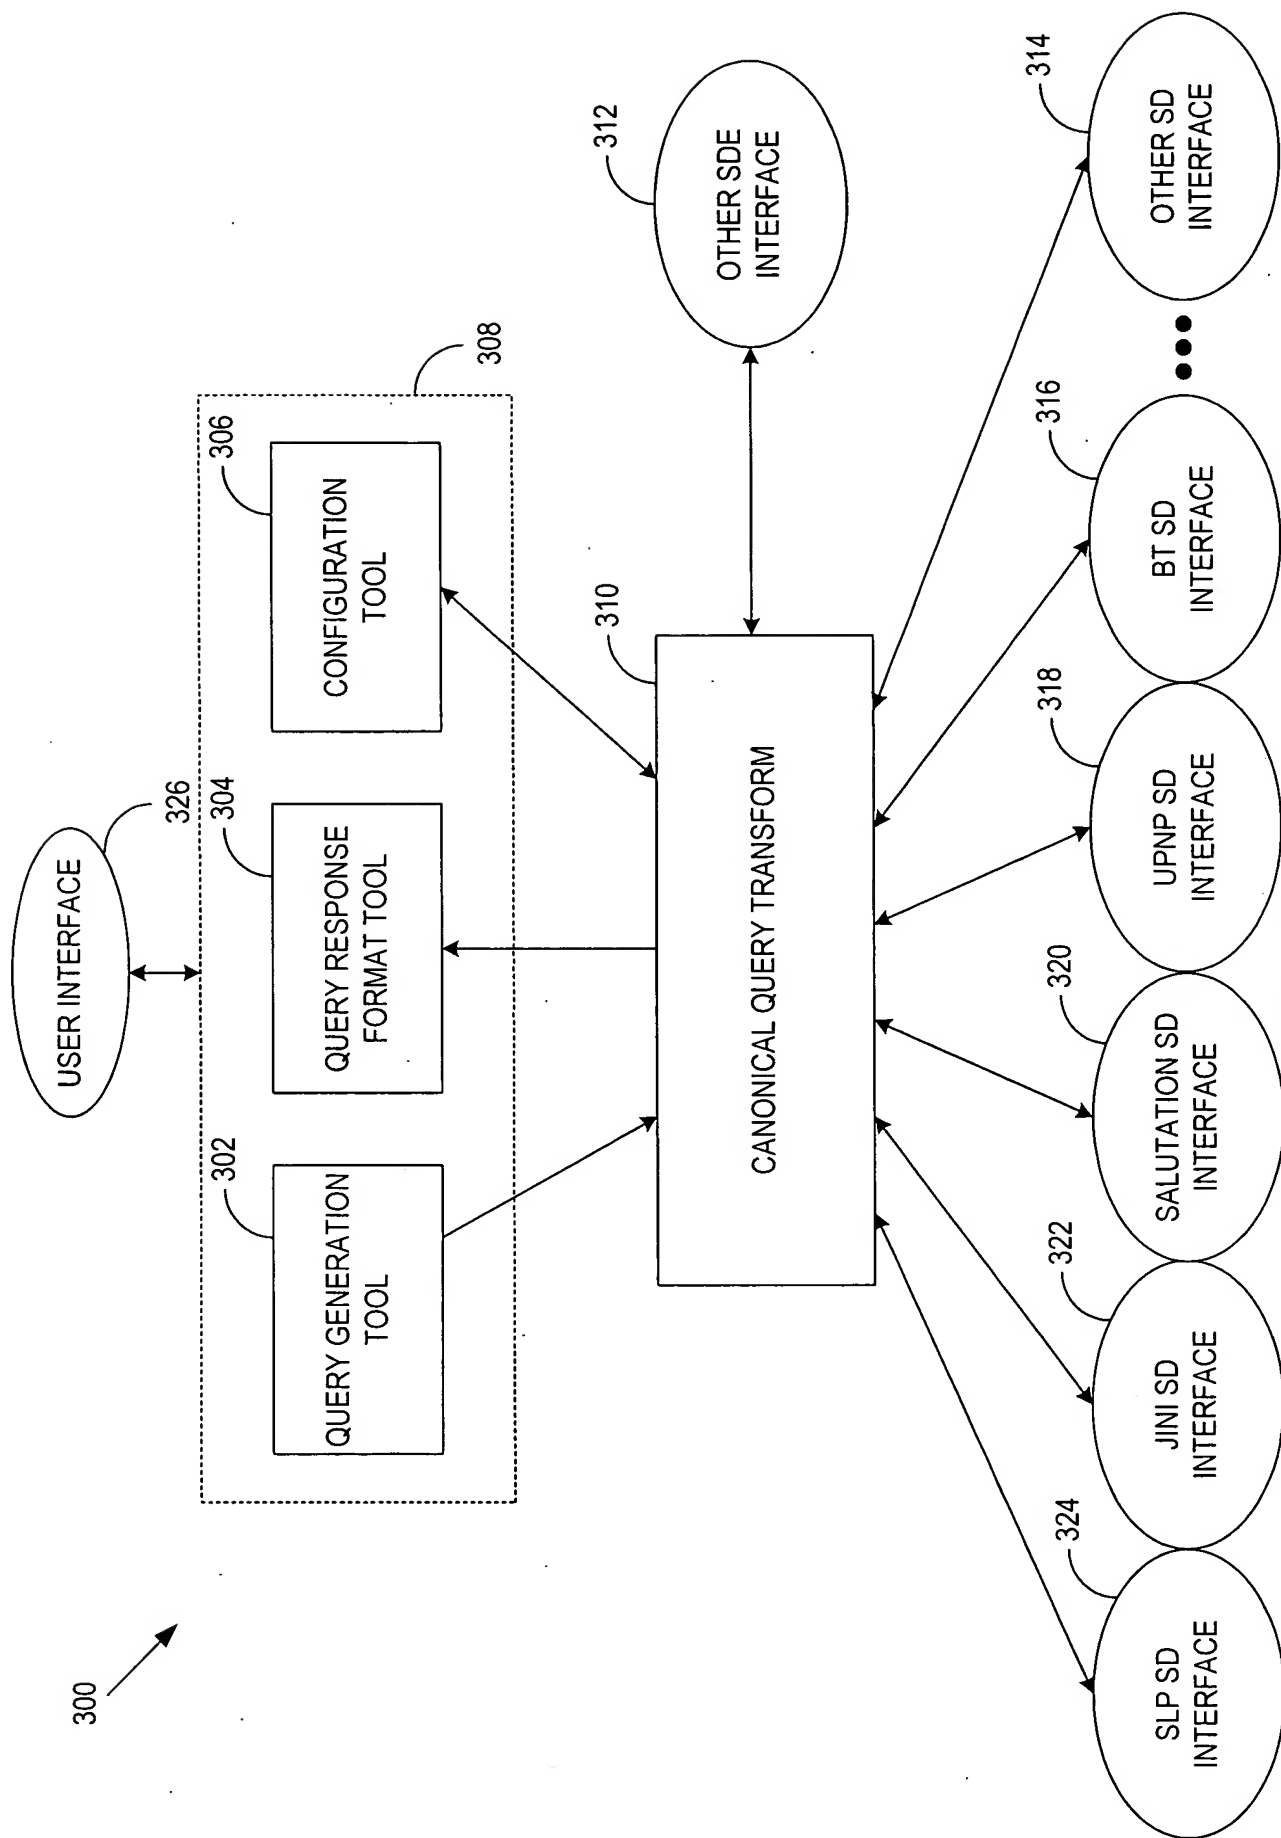 300
USER INTERFACE
326
308
302
304
306
QUERY GENERATION
TOOL
QUERY RESPONSE
FORMAT TOOL
CONFIGURATION
TOOL
310
CANONICAL QUERY TRANSFORM
312
OTHER SDE
INTERFACE
324
SLP SD
INTERFACE
322
JINI SD
INTERFACE
320
SALUTATION SD
INTERFACE
318
UPNP SD
INTERFACE
316
BT SD
INTERFACE
314
OTHER SD
INTERFACE